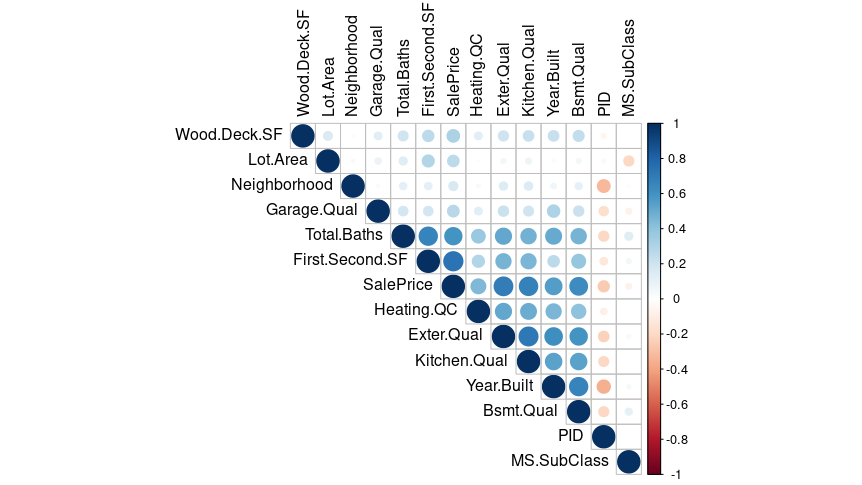 Wood.Deck.SF
Lot.Area
Neighborhood
Garage.Qual
Total.Baths
First.Second.SF
SalePrice
Heating.QC
Exter.Qual
Kitchen.Qual
Year.Built
Bsmt.Qual
PID
MS.SubClass
Wood.Deck.SF
Lot.Area
Neighborhood
Garage.Qual
Total.Baths
First.Second.SF
SalePrice
Heating.QC
Exter.Qual
Kitchen.Qual
Year.Built
Bsmt.Qual
PID
MS.SubClass
1
0.8
0.6
0.4
0.2
0
-0.2
-0.4
-0.6
-0.8
-1